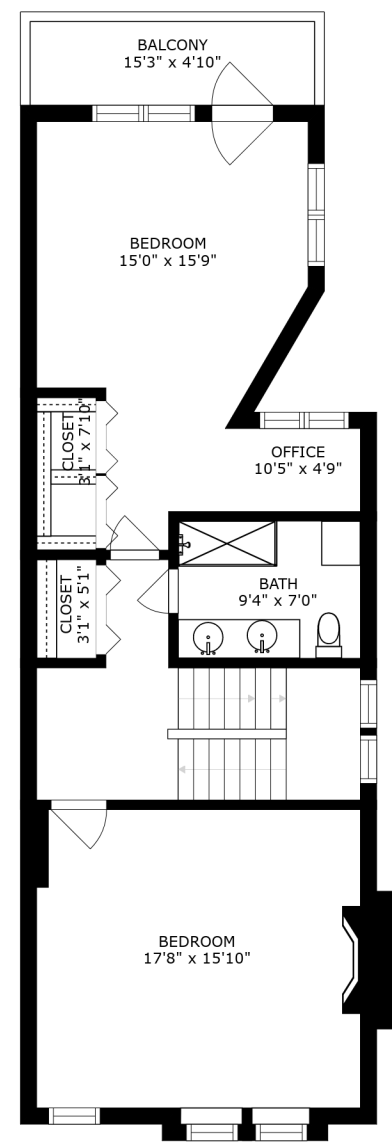 BALCONY
15'3" x 4'10"
BEDROOM
15'0" x 15'9"
CLOSET
3'1" x 7'10"
OFFICE
10'5" x 4'9"
BATH
9'4" x 7'0"
CLOSET
3'1" x 5'1"
BEDROOM
17'8" x 15'10"